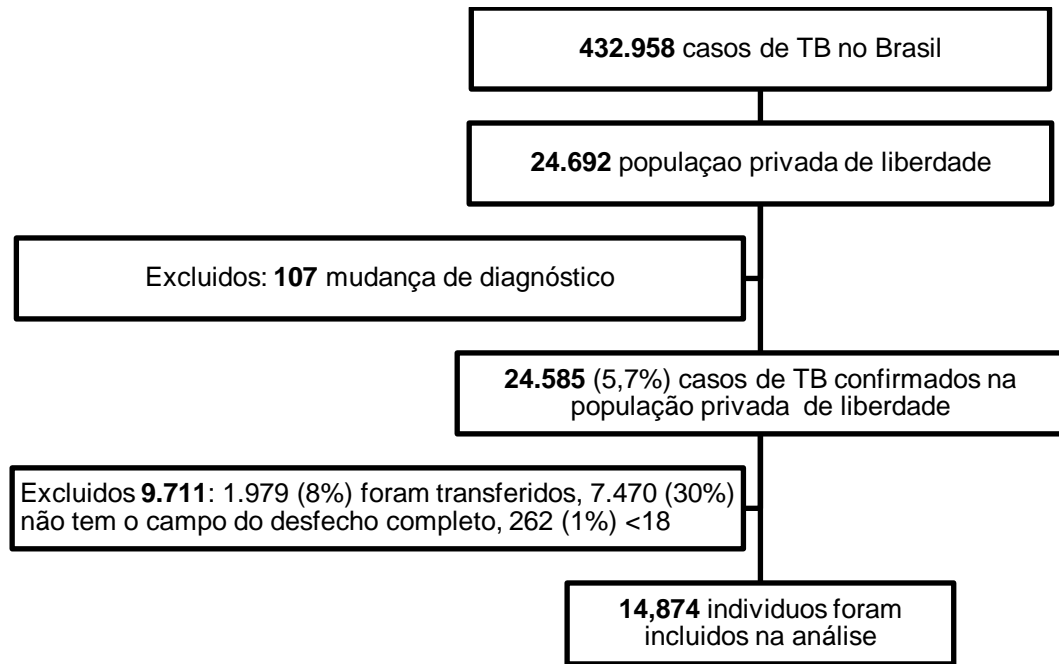 432.958 casos de TB no Brasil
24.692 populaçao privada de liberdade
Excluidos: 107 mudança de diagnóstico
24.585 (5,7%) casos de TB confirmados na
população privada de liberdade
Excluidos 9.711: 1.979 (8%) foram transferidos, 7.470 (30%)
não tem o campo do desfecho completo, 262 (1%) <18
14,874 individuos foram
incluidos na análise